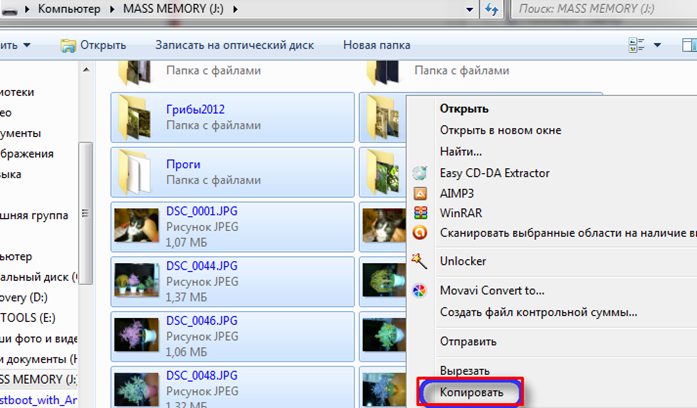 Компьютер ▸ MASS MEMORY (J:) ▸
Поиск: MASS MEMORY (J:)
Открыть
Записать на оптический диск
Новая папка
Папка с файлами
Папка с файлами
Грибы2012
Папка с файлами
Проги
Папка с файлами
DSC_0001.JPG
Рисунок JPEG
1,07 МБ
DSC_0044.JPG
Рисунок JPEG
1,37 МБ
DSC_0046.JPG
Рисунок JPEG
1,06 МБ
DSC_0048.JPG
Рисунок JPEG
1,32 МБ
Открыть
Открыть в новом окне
Найти...
Easy CD-DA Extractor
AIMP3
WinRAR
Сканировать выбранные области на наличие ви
Unlocker
Movavi Convert to...
Создать файл контрольной суммы...
Отправить
Вырезать
Копировать
иотеки
ео
ументы
бражения
ыка
шняя группа
пьютер
альный диск (
overy (D:)
TOOLS (E:)
ши фото и виде
и документы (H
SS MEMORY (J:)
stboot_with_Ar